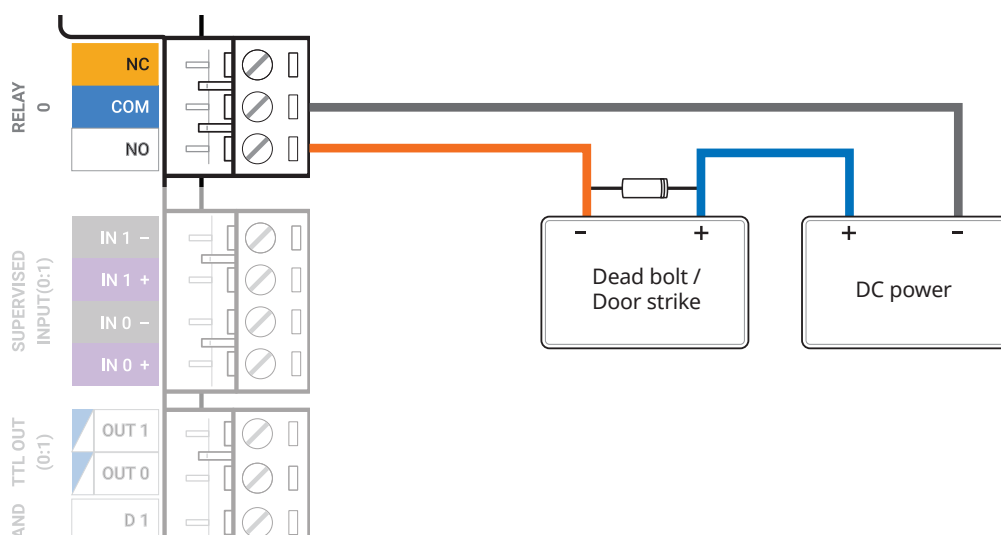 RELAY
0
NC
COM
NO
SUPERVISED
INPUT(0:1)
IN 1 –
IN 1 +
IN 0 –
IN 0 +
TTL OUT
(0:1)
OUT 1
OUT 0
AND
D 1
- +
Dead bolt /
Door strike
+ -
DC power